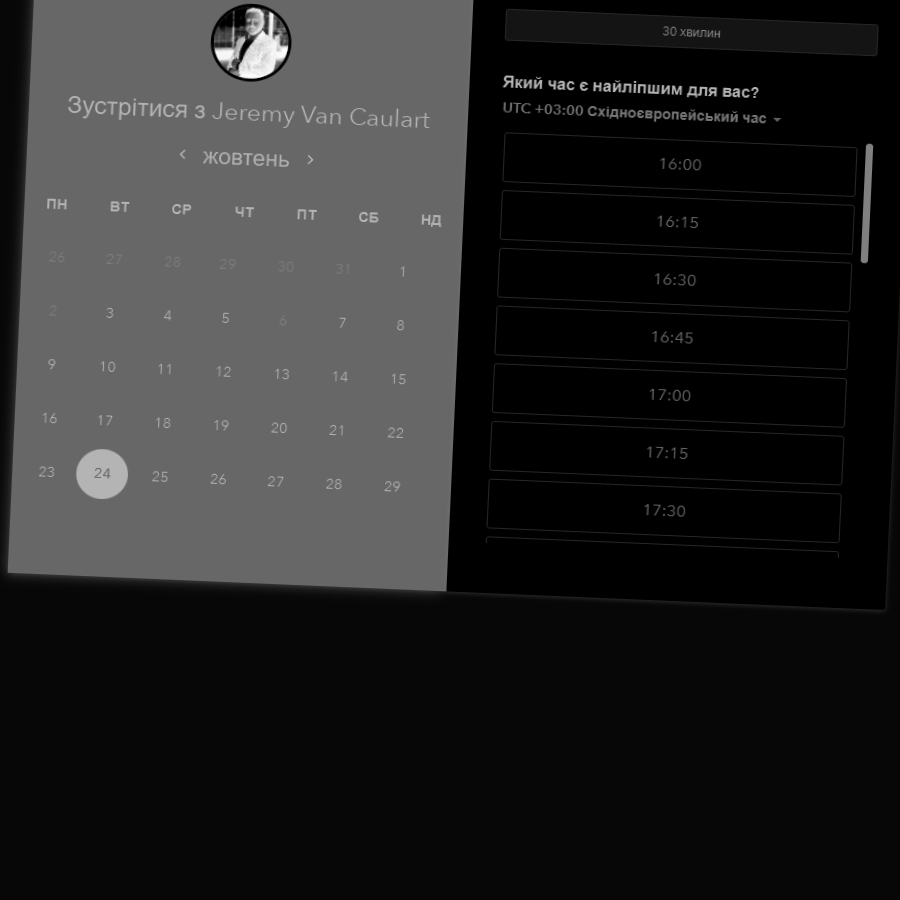 Зустрітися з Jeremy Van Caulart
жовтень
ПН ВТ СР ЧТ ПТ СБ НД
26 27 28 29 30 31 1
2 3 4 5 6 7 8
9 10 11 12 13 14 15
16 17 18 19 20 21 22
23 24 25 26 27 28 29
30 хвилин
Який час є найліпшим для вас?
UTC +03:00 Східноєвропейський час
16:00
16:15
16:30
16:45
17:00
17:15
17:30